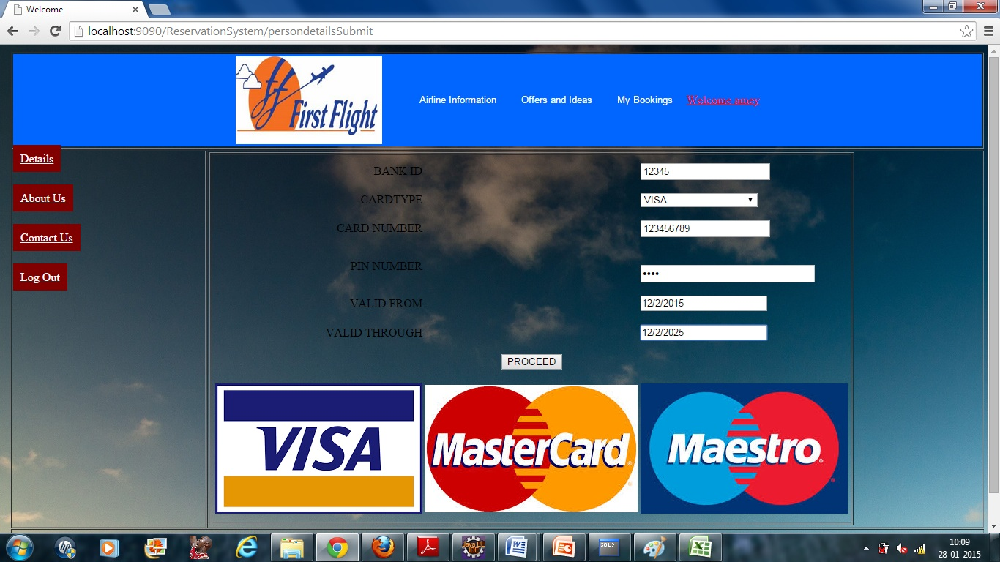 Welcome
localhost:9090/ReservationSystem/persondetailsSubmit
ff
First Flight
Airline Information Offers and Ideas My Bookings Welcome amey
Details
About Us
Contact Us
Log Out
BANK ID 12345
CARDTYPE VISA
CARD NUMBER 123456789
PIN NUMBER ••••
VALID FROM 12/2/2015
VALID THROUGH 12/2/2025
PROCEED
VISA MasterCard® Maestro®
hp
Java EE
IDE
W
P
SQL>
X
10:09
28-01-2015